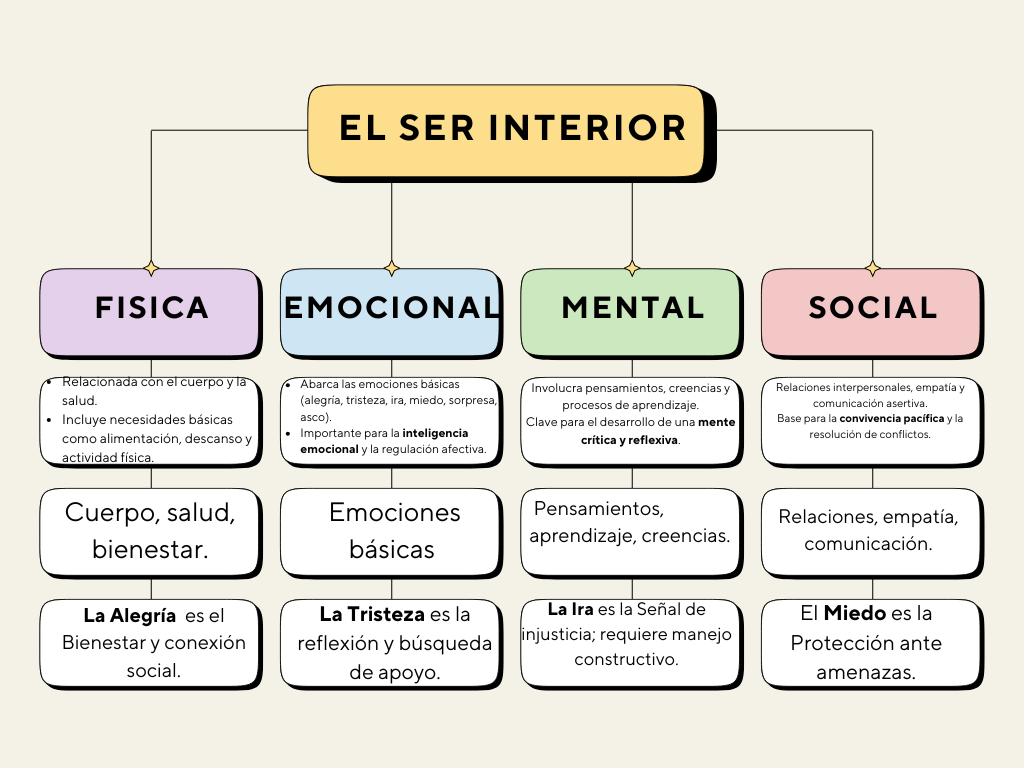 EL SER INTERIOR
FISICA
EMOCIONAL
MENTAL
SOCIAL
• Relacionada con el cuerpo y la
salud.
• Incluye necesidades básicas
como alimentación, descanso y
actividad física.
• Abarca las emociones básicas
(alegría, tristeza, ira, miedo, sorpresa,
asco).
• Importante para la inteligencia
emocional y la regulación afectiva.
Involucra pensamientos, creencias y
procesos de aprendizaje.
Clave para el desarrollo de una mente
crítica y reflexiva.
Relaciones interpersonales, empatía y
comunicación asertiva.
Base para la convivencia pacífica y la
resolución de conflictos.
Cuerpo, salud,
bienestar.
Emociones
básicas
Pensamientos,
aprendizaje, creencias.
Relaciones, empatía,
comunicación.
La Alegría es el
Bienestar y conexión
social.
La Tristeza es la
reflexión y búsqueda
de apoyo.
La Ira es la Señal de
injusticia; requiere manejo
constructivo.
El Miedo es la
Protección ante
amenazas.